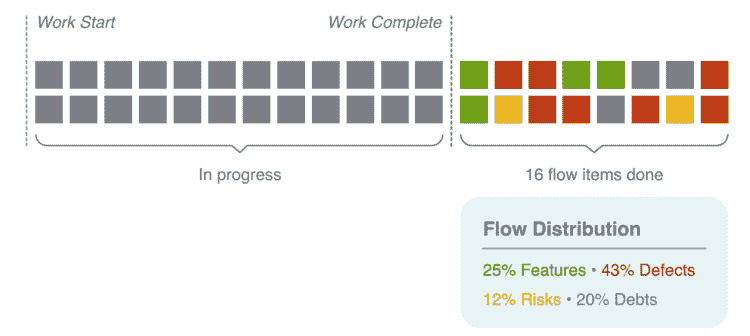 Work Start
Work Complete
In progress
16 flow items done
Flow Distribution
25% Features • 43% Defects
12% Risks • 20% Debts